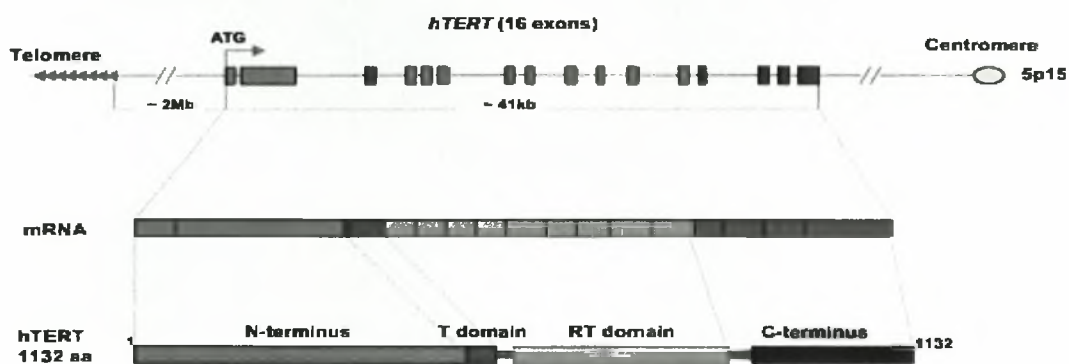 hTERT (16 exons)
ATG
Telomere
Centromere
5p15
~ 2Mb
~ 41kb
mRNA
N-terminus
T domain
RT domain
C-terminus
hTERT
1132 aa
1
1132